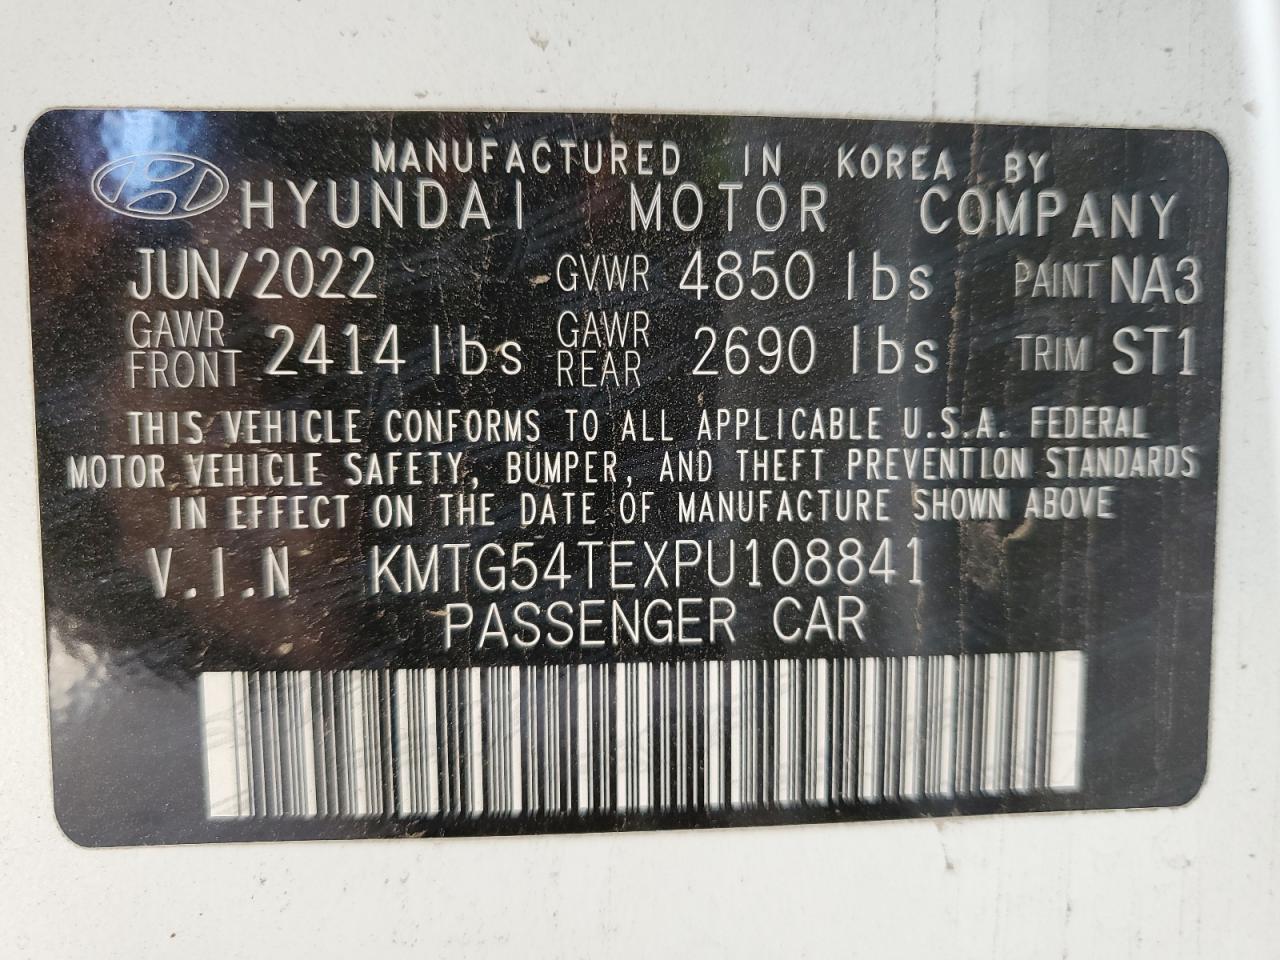 MANUFACTURED IN KOREA BY
HYUNDAI MOTOR COMPANY
JUN/2022 GVWR 4850 lbs PAINT NA3
GAWR FRONT 2414 lbs GAWR REAR 2690 lbs TRIM ST1
THIS VEHICLE CONFORMS TO ALL APPLICABLE U.S.A. FEDERAL
MOTOR VEHICLE SAFETY, BUMPER, AND THEFT PREVENTION STANDARDS
IN EFFECT ON THE DATE OF MANUFACTURE SHOWN ABOVE
V.I.N KMTG54TEXPU108841
PASSENGER CAR